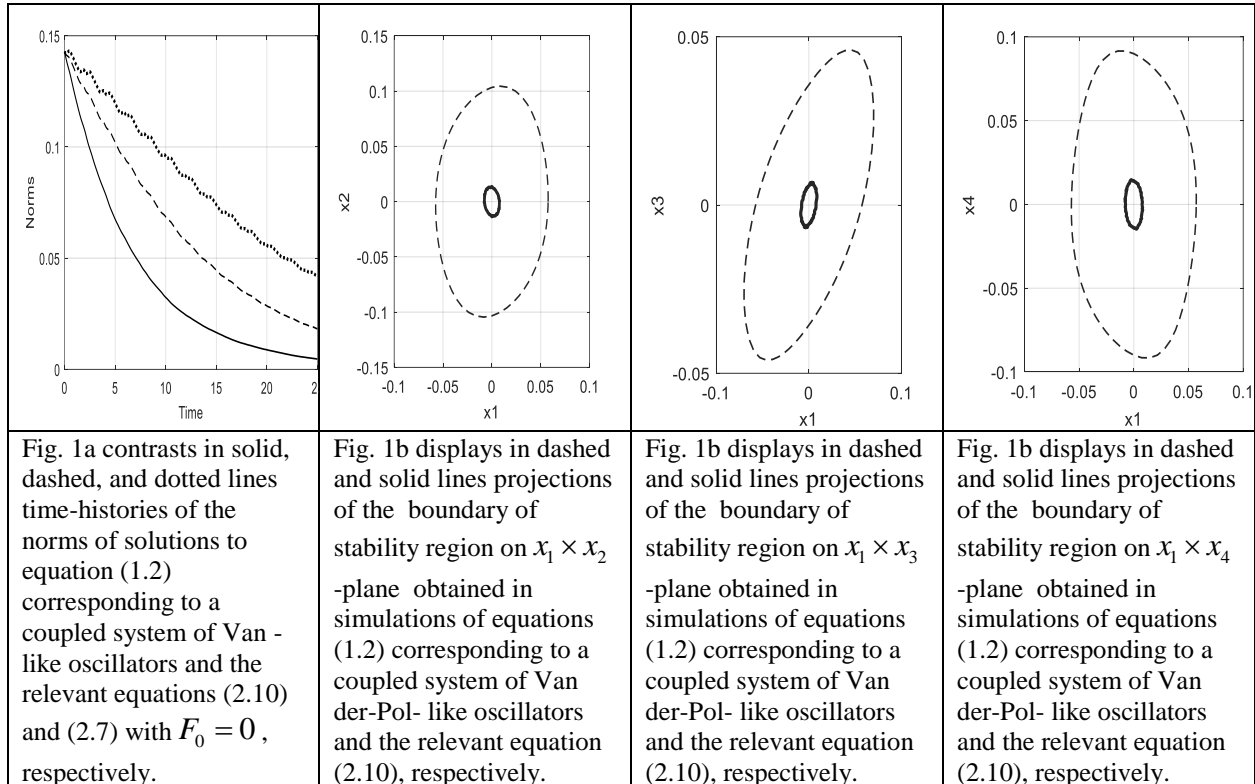 0.15
0.1
0.05
0
Norms
0
5
10
15
20
25
Time
0.15
0.1
0.05
0
-0.05
-0.1
-0.15
x2
-0.1
-0.05
0
0.05
0.1
x1
0.05
0
-0.05
x3
-0.1
0
0.1
x1
0.1
0.05
0
-0.05
-0.1
x4
-0.1
-0.05
0
0.05
0.1
x1
Fig. 1a contrasts in solid,
dashed, and dotted lines
time-histories of the
norms of solutions to
equation (1.2)
corresponding to a
coupled system of Van -
like oscillators and the
relevant equations (2.10)
and (2.7) with F₀ = 0 ,
respectively.
Fig. 1b displays in dashed
and solid lines projections
of the boundary of
stability region on x₁ × x₂
-plane obtained in
simulations of equations
(1.2) corresponding to a
coupled system of Van
der-Pol- like oscillators
and the relevant equation
(2.10), respectively.
Fig. 1b displays in dashed
and solid lines projections
of the boundary of
stability region on x₁ × x₃
-plane obtained in
simulations of equations
(1.2) corresponding to a
coupled system of Van
der-Pol- like oscillators
and the relevant equation
(2.10), respectively.
Fig. 1b displays in dashed
and solid lines projections
of the boundary of
stability region on x₁ × x₄
-plane obtained in
simulations of equations
(1.2) corresponding to a
coupled system of Van
der-Pol- like oscillators
and the relevant equation
(2.10), respectively.